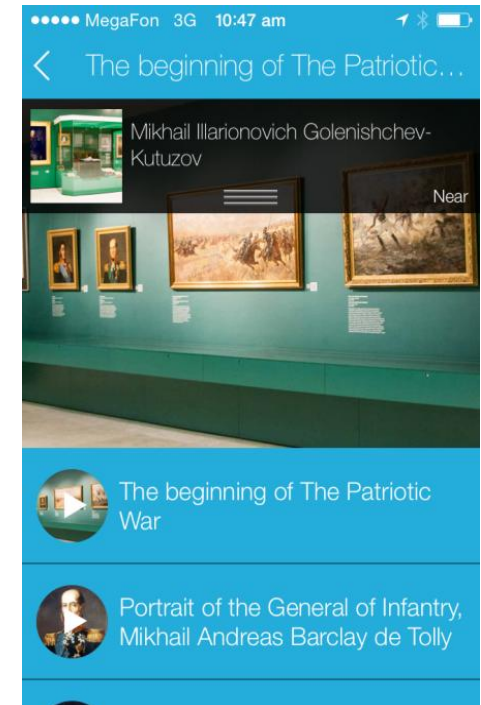 MegaFon 3G 10:47 am
The beginning of The Patriotic...
Mikhail Illarionovich Golenishchev-
Kutuzov
Near
The beginning of The Patriotic
War
Portrait of the General of Infantry,
Mikhail Andreas Barclay de Tolly